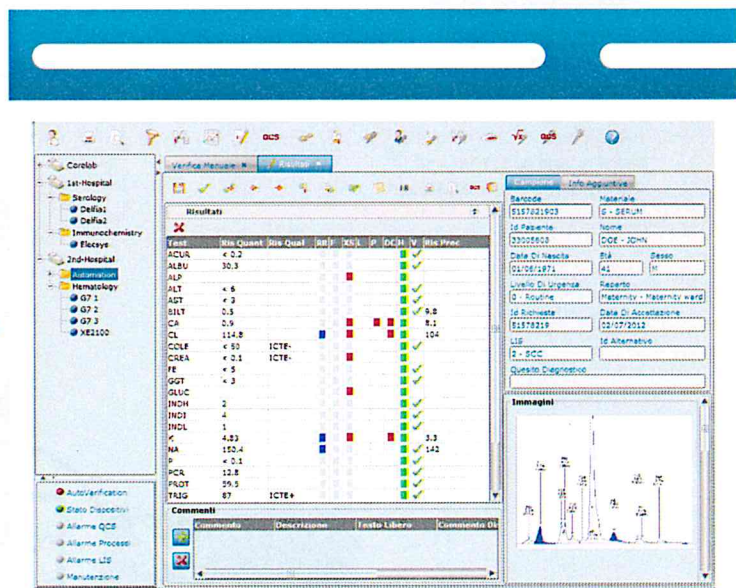 QCS
QCS
Corelab
1st-Hospital
Serology
Delfia1
Delfia2
Immunochemistry
Elecsys
2nd-Hospital
Automation
Hematology
G7 1
G7 2
G7 3
XE2100
AutoVerification
Stato Dispositivi
Allarme QCS
Allarme Processi
Allarme LIS
Manutenzione
Verifica Manuale
Risultati
Risultati
Test Ris Quant Ris Qual RR F XS L P DC H V Ris Prec
ACUR < 0.2
ALBU 30.3
ALP
ALT < 6
AST < 3
BILT 0.5 9.8
CA 0.9 8.1
CL 114.8 104
COLE < 50 ICTE-
CREA < 0.1 ICTE-
FE < 5
GGT < 3
GLUC
INDH 2
INDI 4
INDL 1
K 4.83 3.3
NA 150.4 142
P < 0.1
PCR 12.8
PROT 59.5
TRIG 87 ICTE+
Commenti
Commento Descrizione Testo Libero Commento Di
Campione Info Aggiuntive
Barcode Materiale
5157821903 S - SERUM
Id Paziente Nome
33005603 DOE - JOHN
Data Di Nascita Età Sesso
01/06/1971 41 M
Livello Di Urgenza Reparto
0 - Routine Maternity - Maternity ward
Id Richiesta Data Di Accettazione
51578219 02/07/2012
LIS Id Alternativo
2 - SCC
Quesito Diagnostico
Immagini